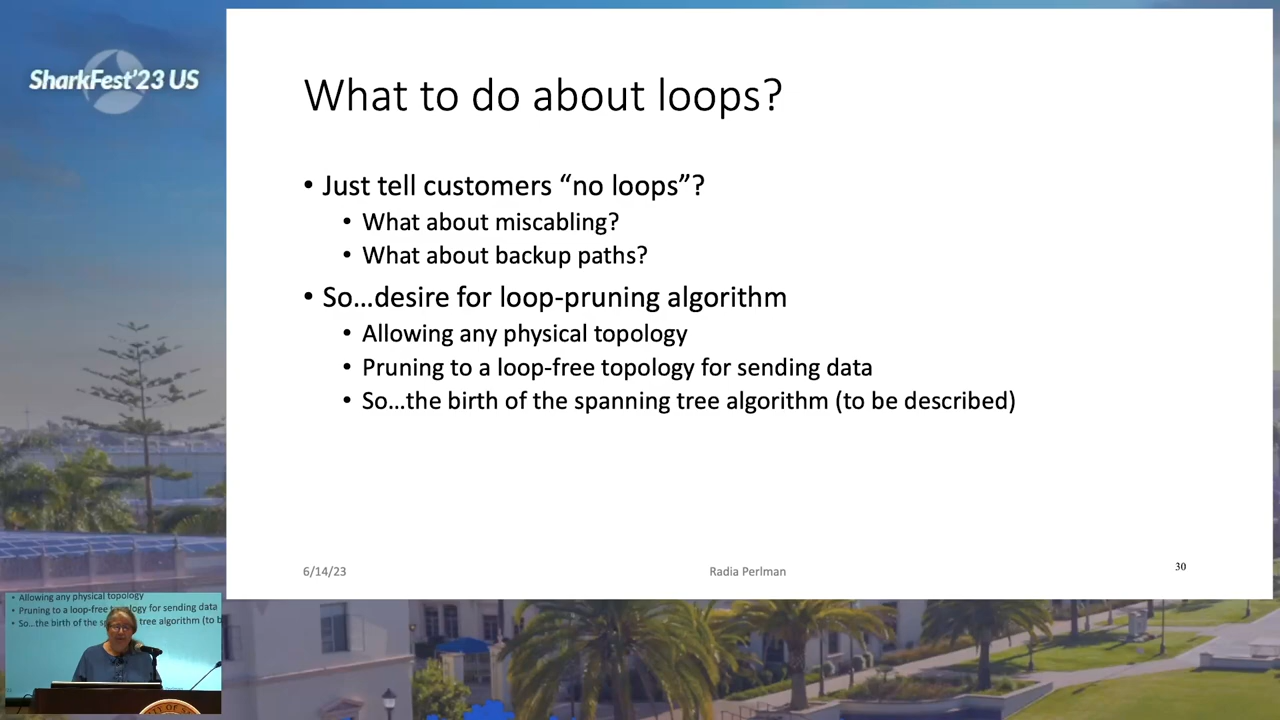 SharkFest'23 US
What to do about loops?
• Just tell customers “no loops”?
• What about miscabling?
• What about backup paths?
• So…desire for loop-pruning algorithm
• Allowing any physical topology
• Pruning to a loop-free topology for sending data
• So…the birth of the spanning tree algorithm (to be described)
6/14/23
Radia Perlman
30
• Allowing any physical topology
• Pruning to a loop-free topology for sending data
• So…the birth of the tree algorithm (to b